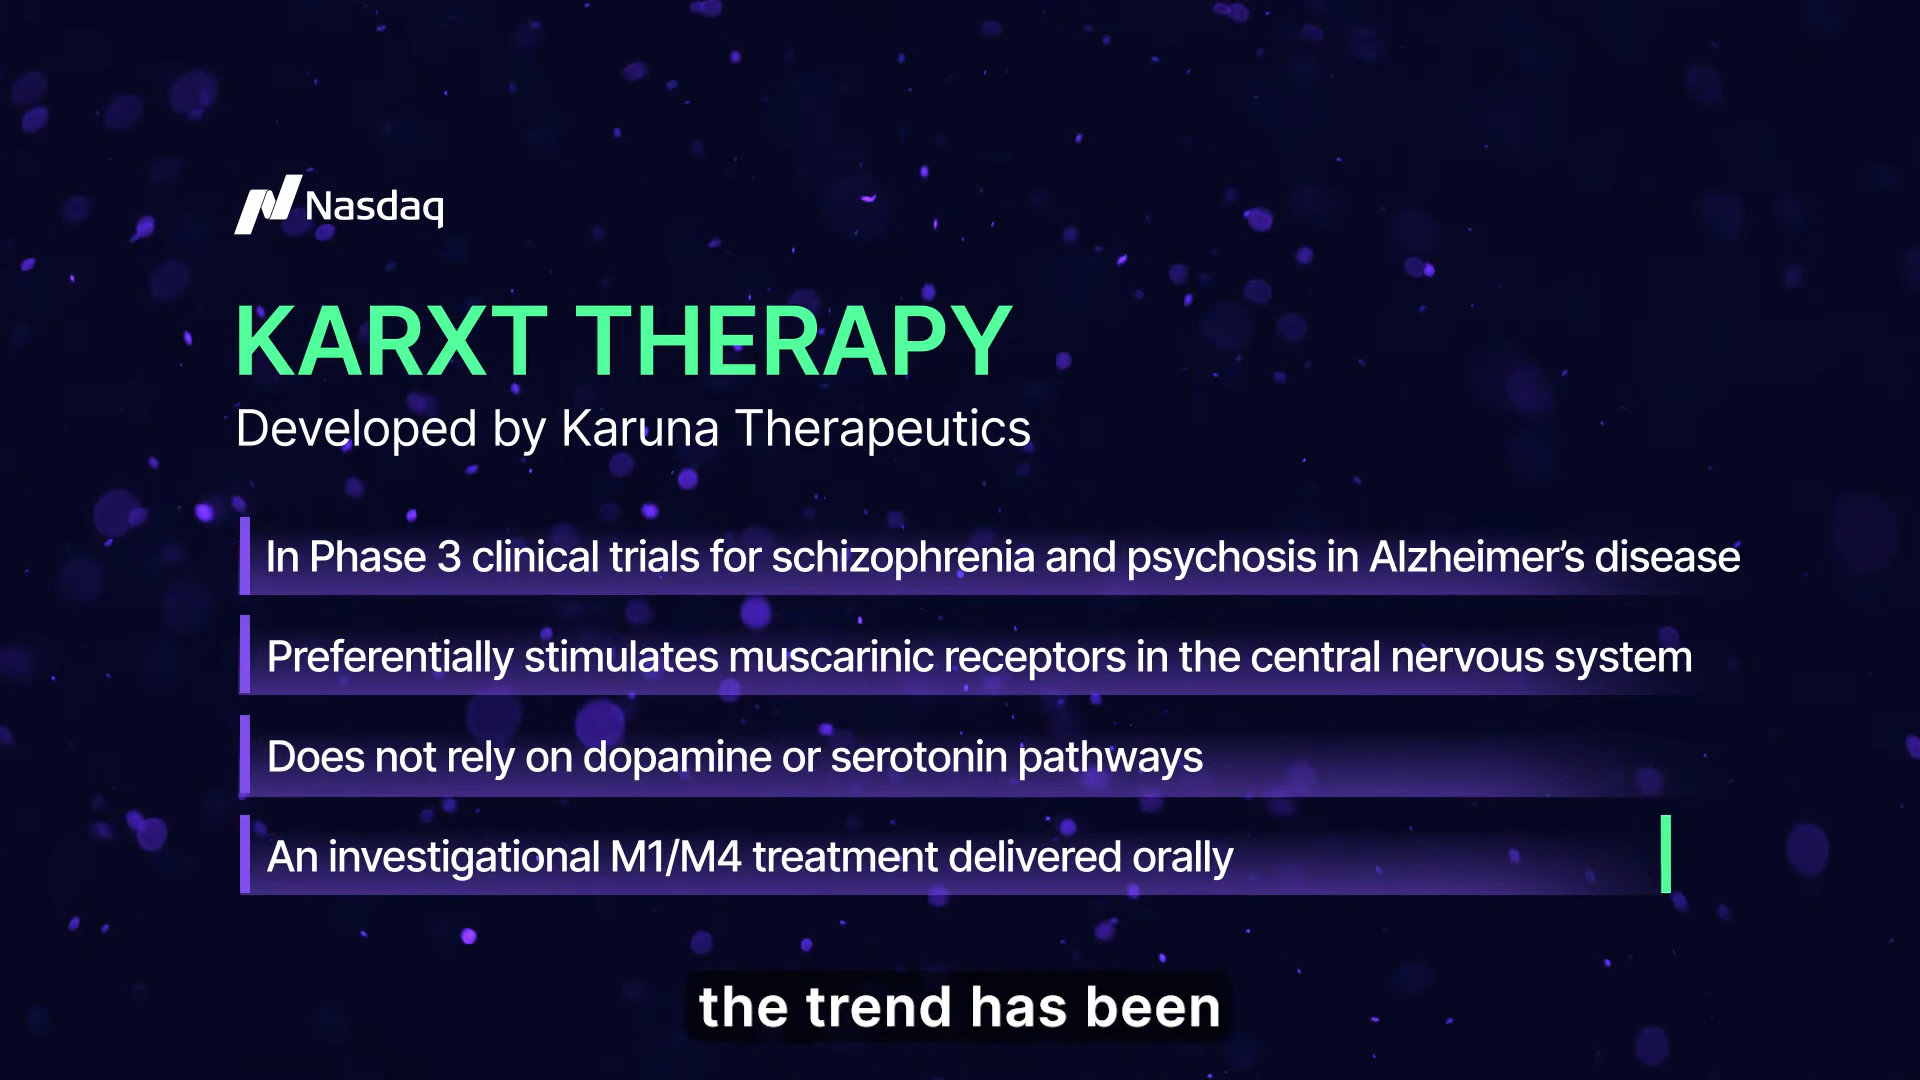 Nasdaq
KARXT THERAPY
Developed by Karuna Therapeutics
In Phase 3 clinical trials for schizophrenia and psychosis in Alzheimer’s disease
Preferentially stimulates muscarinic receptors in the central nervous system
Does not rely on dopamine or serotonin pathways
An investigational M1/M4 treatment delivered orally
the trend has been